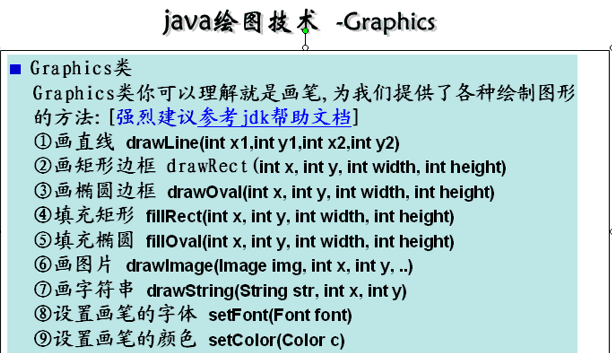 java绘图技术 -Graphics
■ Graphics类
Graphics类你可以理解就是画笔,为我们提供了各种绘制图形
的方法:[强烈建议参考jdk帮助文档]
①画直线 drawLine(int x1,int y1,int x2,int y2)
②画矩形边框 drawRect(int x, int y, int width, int height)
③画椭圆边框 drawOval(int x, int y, int width, int height)
④填充矩形 fillRect(int x, int y, int width, int height)
⑤填充椭圆 fillOval(int x, int y, int width, int height)
⑥画图片 drawImage(Image img, int x, int y, ..)
⑦画字符串 drawString(String str, int x, int y)
⑧设置画笔的字体 setFont(Font font)
⑨设置画笔的颜色 setColor(Color c)